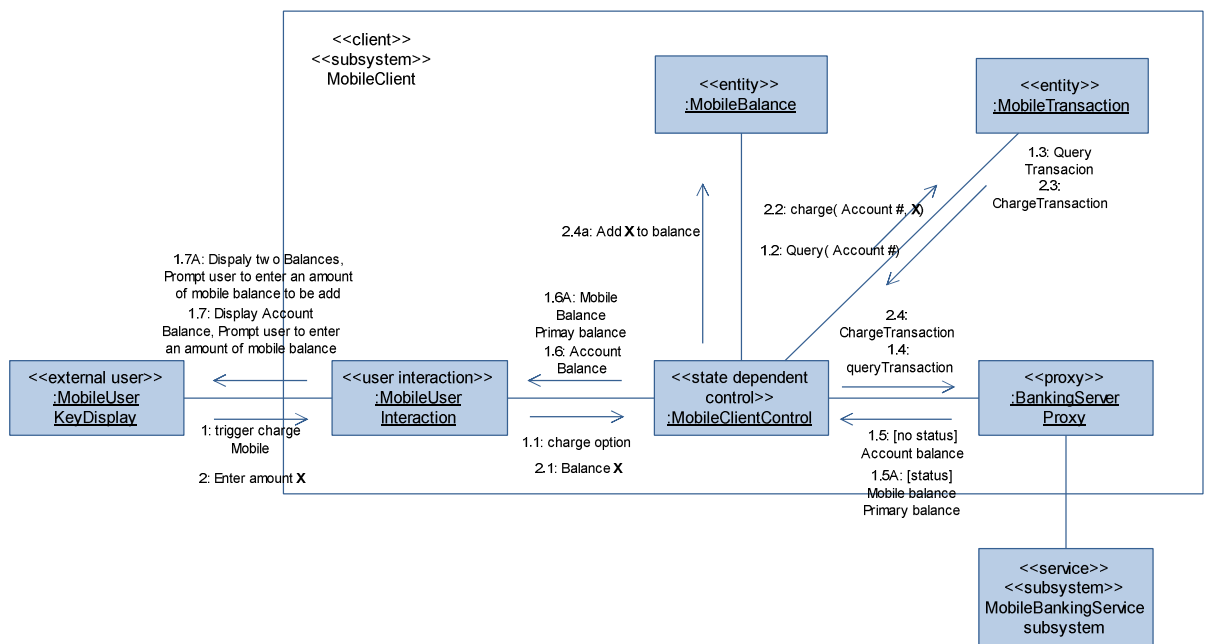 <<client>>
<<subsystem>>
MobileClient
<<entity>>
:MobileBalance
<<entity>>
:MobileTransaction
1.3: Query
Transacion
2.3:
ChargeTransaction
2.2: charge( Account #, X)
2.4a: Add X to balance
1.2: Query( Account #)
1.7A: Dispaly two Balances,
Prompt user to enter an amount
of mobile balance to be add
1.7: Display Account
Balance, Prompt user to enter
an amount of mobile balance
1.6A: Mobile
Balance
Primay balance
1.6: Account
Balance
2.4:
ChargeTransaction
1.4:
queryTransaction
<<external user>>
:MobileUser
KeyDisplay
<<user interaction>>
:MobileUser
Interaction
<<state dependent
control>>
:MobileClientControl
<<proxy>>
:BankingServer
Proxy
1: trigger charge
Mobile
2: Enter amount X
1.1: charge option
2.1: Balance X
1.5: [no status]
Account balance
1.5A: [status]
Mobile balance
Primary balance
<<service>>
<<subsystem>>
MobileBankingService
subsystem